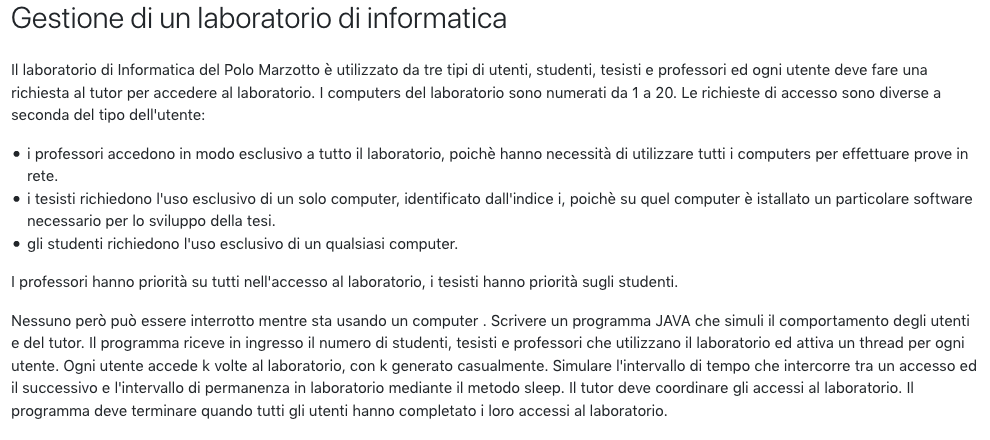 Gestione di un laboratorio di informatica
Il laboratorio di Informatica del Polo Marzotto è utilizzato da tre tipi di utenti, studenti, tesisti e professori ed ogni utente deve fare una
richiesta al tutor per accedere al laboratorio. I computers del laboratorio sono numerati da 1 a 20. Le richieste di accesso sono diverse a
seconda del tipo dell'utente:
• i professori accedono in modo esclusivo a tutto il laboratorio, poichè hanno necessità di utilizzare tutti i computers per effettuare prove in
rete.
• i tesisti richiedono l'uso esclusivo di un solo computer, identificato dall'indice i, poichè su quel computer è istallato un particolare software
necessario per lo sviluppo della tesi.
• gli studenti richiedono l'uso esclusivo di un qualsiasi computer.
I professori hanno priorità su tutti nell'accesso al laboratorio, i tesisti hanno priorità sugli studenti.
Nessuno però può essere interrotto mentre sta usando un computer . Scrivere un programma JAVA che simuli il comportamento degli utenti
e del tutor. Il programma riceve in ingresso il numero di studenti, tesisti e professori che utilizzano il laboratorio ed attiva un thread per ogni
utente. Ogni utente accede k volte al laboratorio, con k generato casualmente. Simulare l'intervallo di tempo che intercorre tra un accesso ed
il successivo e l'intervallo di permanenza in laboratorio mediante il metodo sleep. Il tutor deve coordinare gli accessi al laboratorio. Il
programma deve terminare quando tutti gli utenti hanno completato i loro accessi al laboratorio.